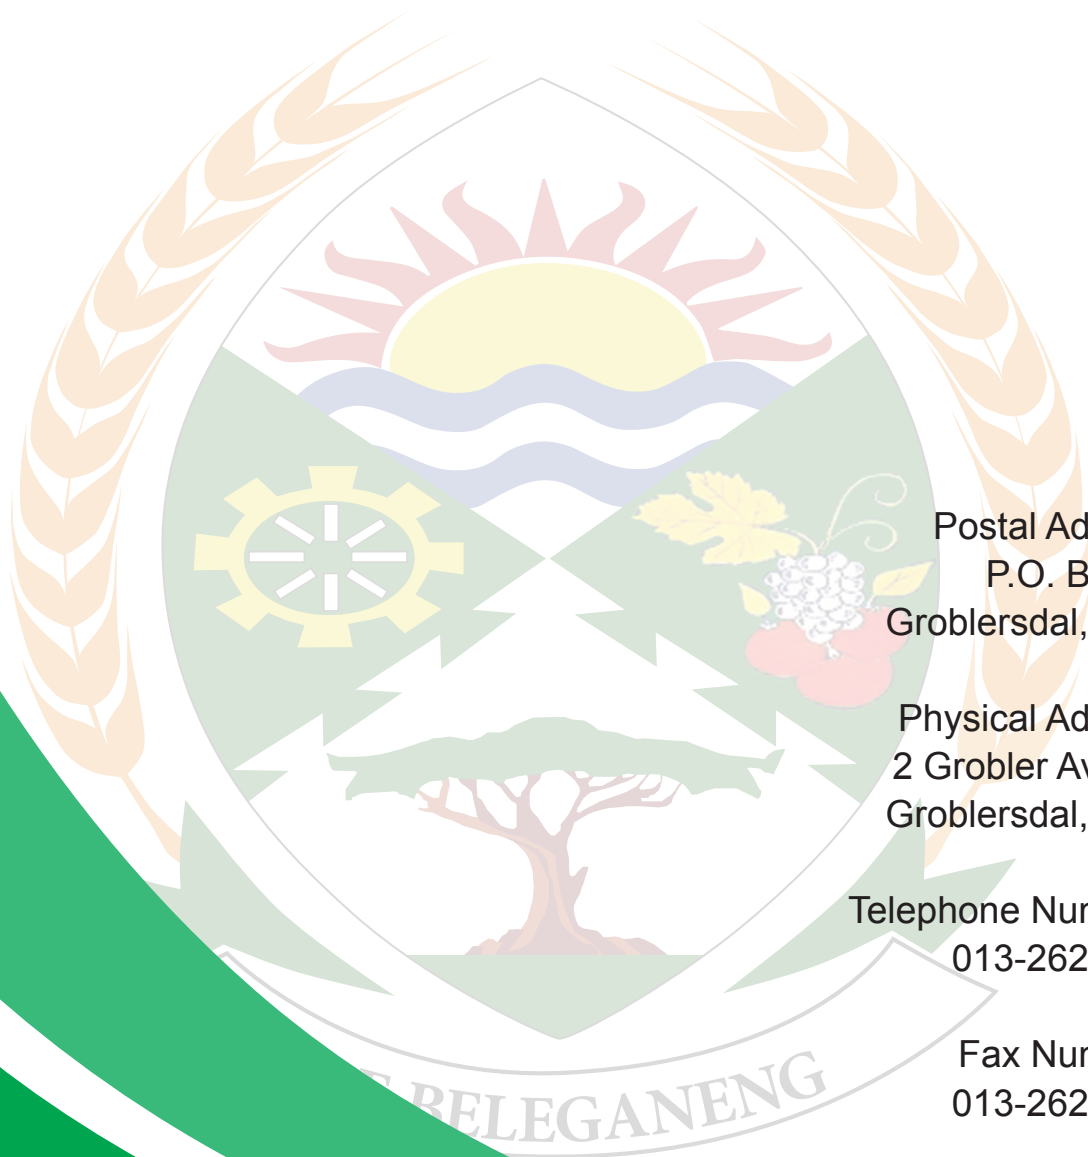 Postal Ad
P.O. B
Groblersdal,
Physical Ad
2 Grobler Av
Groblersdal,
Telephone Nur
013-262
Fax Nur
013-262
BELEGANENG